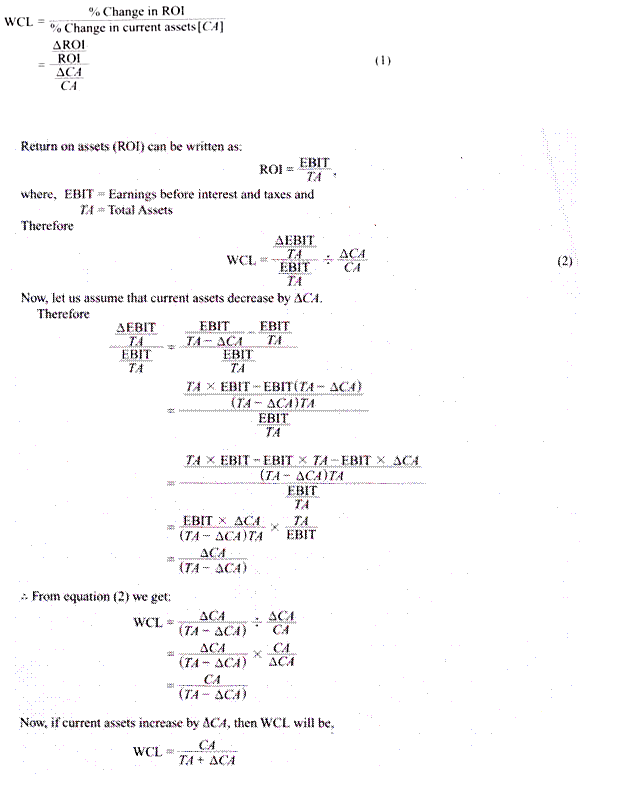 WCL = % Change in ROI / % Change in current assets[CA]
= (ΔROI / ROI) / (ΔCA / CA) (1)
Return on assets (ROI) can be written as:
ROI = EBIT / TA,
where, EBIT = Earnings before interest and taxes and
TA = Total Assets
Therefore
WCL = (ΔEBIT / TA) / (EBIT / TA) ÷ ΔCA / CA (2)
Now, let us assume that current assets decrease by ΔCA.
Therefore
(ΔEBIT / TA) / (EBIT / TA) = (EBIT / (TA − ΔCA) − EBIT / TA) / (EBIT / TA)
= ((TA × EBIT − EBIT(TA − ΔCA)) / ((TA − ΔCA)TA)) / (EBIT / TA)
= ((TA × EBIT − EBIT × TA − EBIT × ΔCA) / ((TA − ΔCA)TA)) / (EBIT / TA)
= (EBIT × ΔCA) / ((TA − ΔCA)TA) × TA / EBIT
= ΔCA / (TA − ΔCA)
∴ From equation (2) we get:
WCL = ΔCA / (TA − ΔCA) ÷ ΔCA / CA
= ΔCA / (TA − ΔCA) × CA / ΔCA
= CA / (TA − ΔCA)
Now, if current assets increase by ΔCA, then WCL will be,
WCL = CA / (TA + ΔCA)